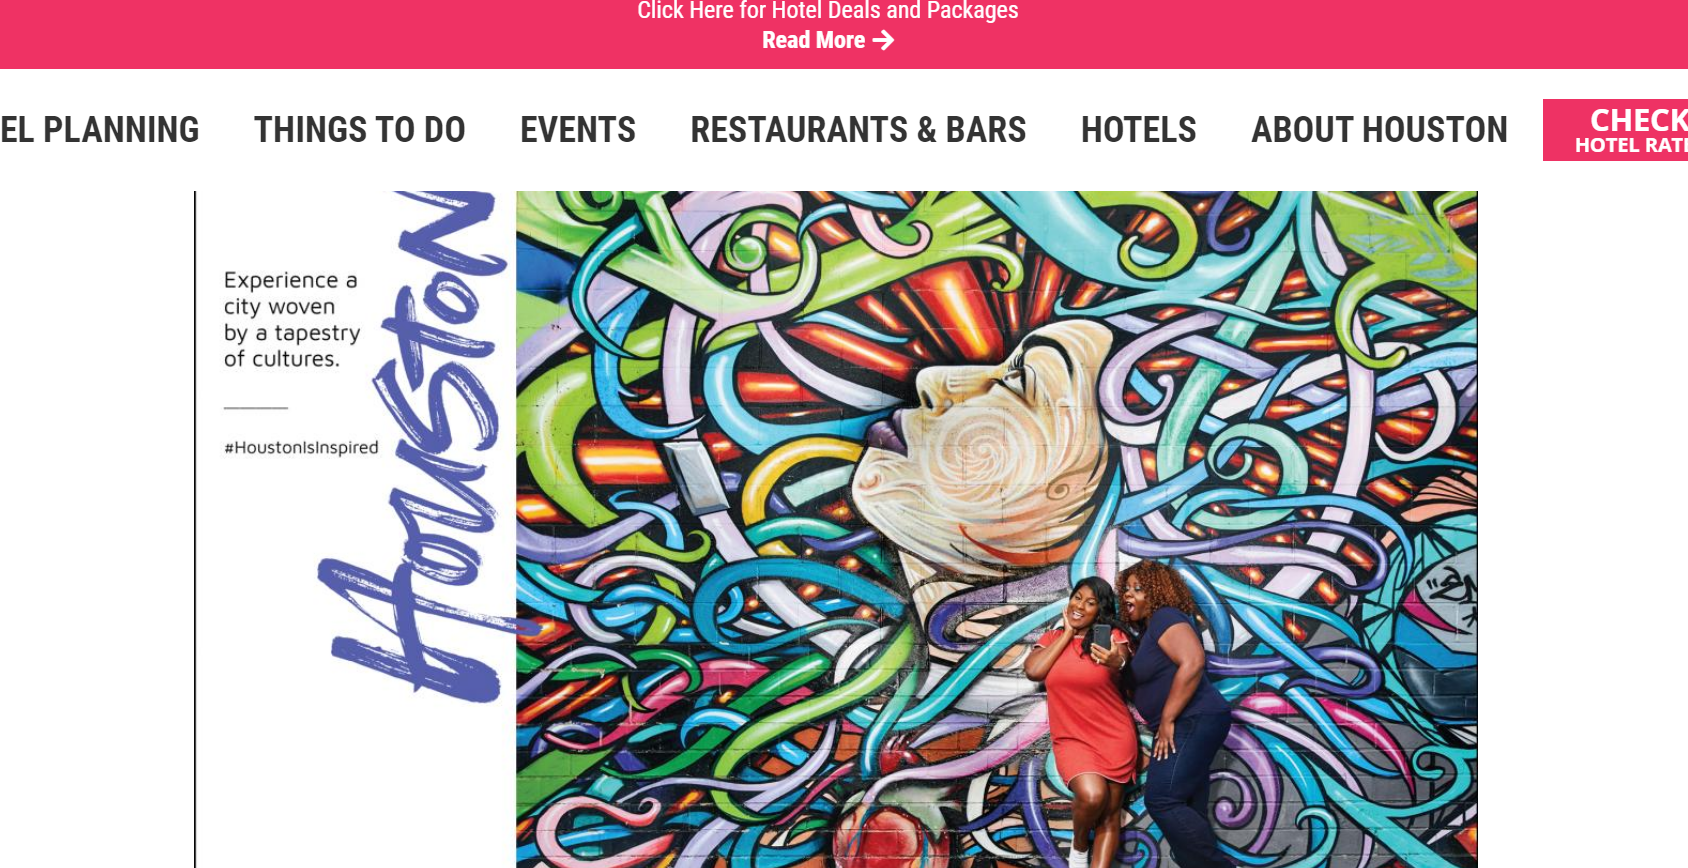 Click Here for Hotel Deals and Packages
Read More
EL PLANNING THINGS TO DO EVENTS RESTAURANTS & BARS HOTELS ABOUT HOUSTON CHECK
HOTEL RATE
Experience a
city woven
by a tapestry
of cultures.
#HoustonIsInspired
Houston